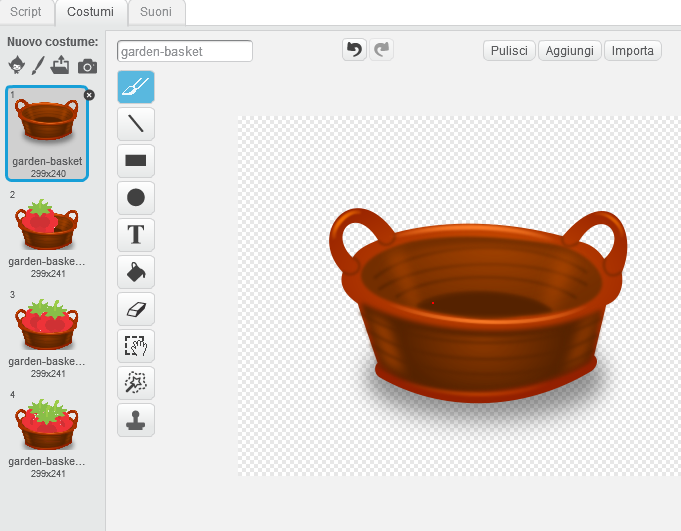 Script Costumi Suoni
Nuovo costume:
garden-basket
Pulisci Aggiungi Importa
1
garden-basket
299x240
2
garden-baske...
299x241
3
garden-baske...
299x241
4
garden-baske...
299x241
T